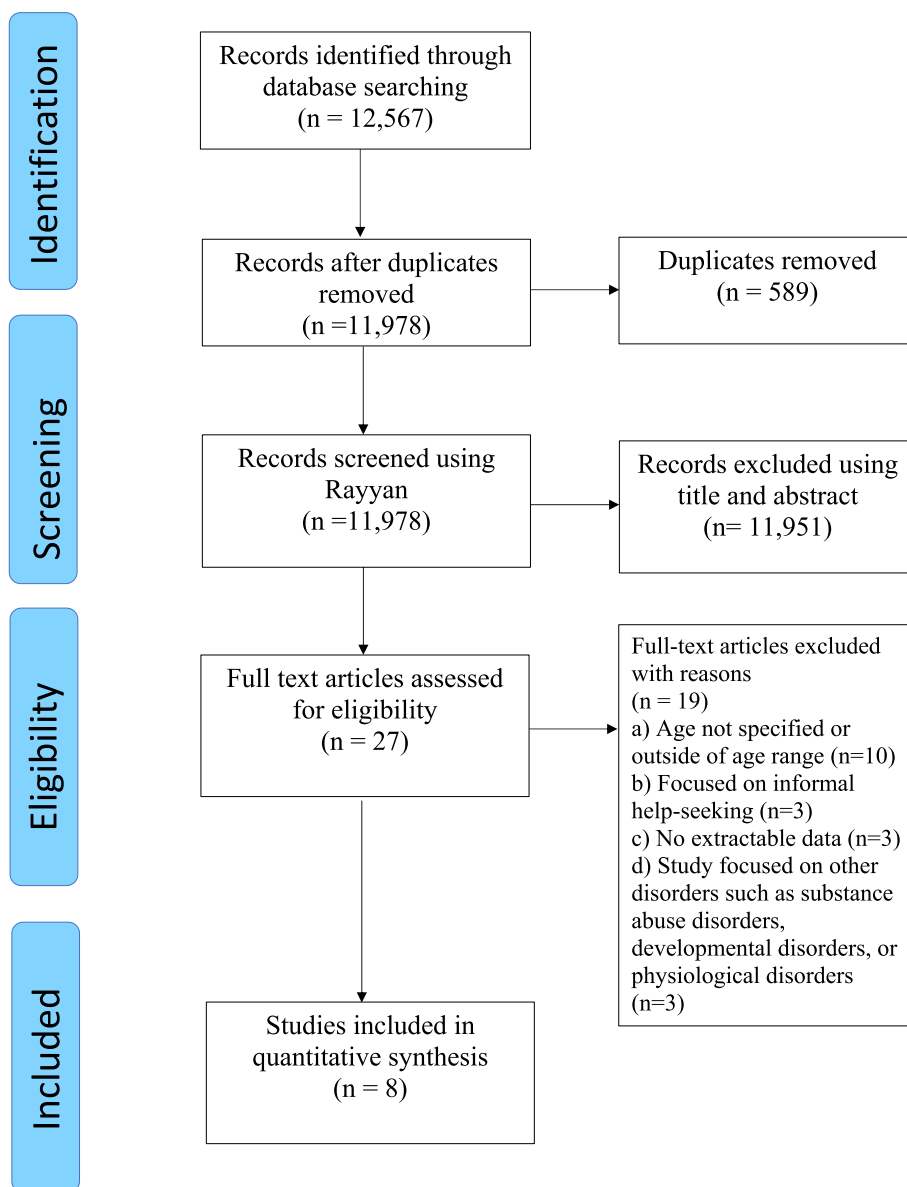 Identification
Records identified through
database searching
(n = 12,567)
Records after duplicates
removed
(n =11,978)
Duplicates removed
(n = 589)
Screening
Records screened using
Rayyan
(n =11,978)
Records excluded using
title and abstract
(n= 11,951)
Eligibility
Full text articles assessed
for eligibility
(n = 27)
Full-text articles excluded
with reasons
(n = 19)
a) Age not specified or
outside of age range (n=10)
b) Focused on informal
help-seeking (n=3)
c) No extractable data (n=3)
d) Study focused on other
disorders such as substance
abuse disorders,
developmental disorders, or
physiological disorders
(n=3)
Included
Studies included in
quantitative synthesis
(n = 8)